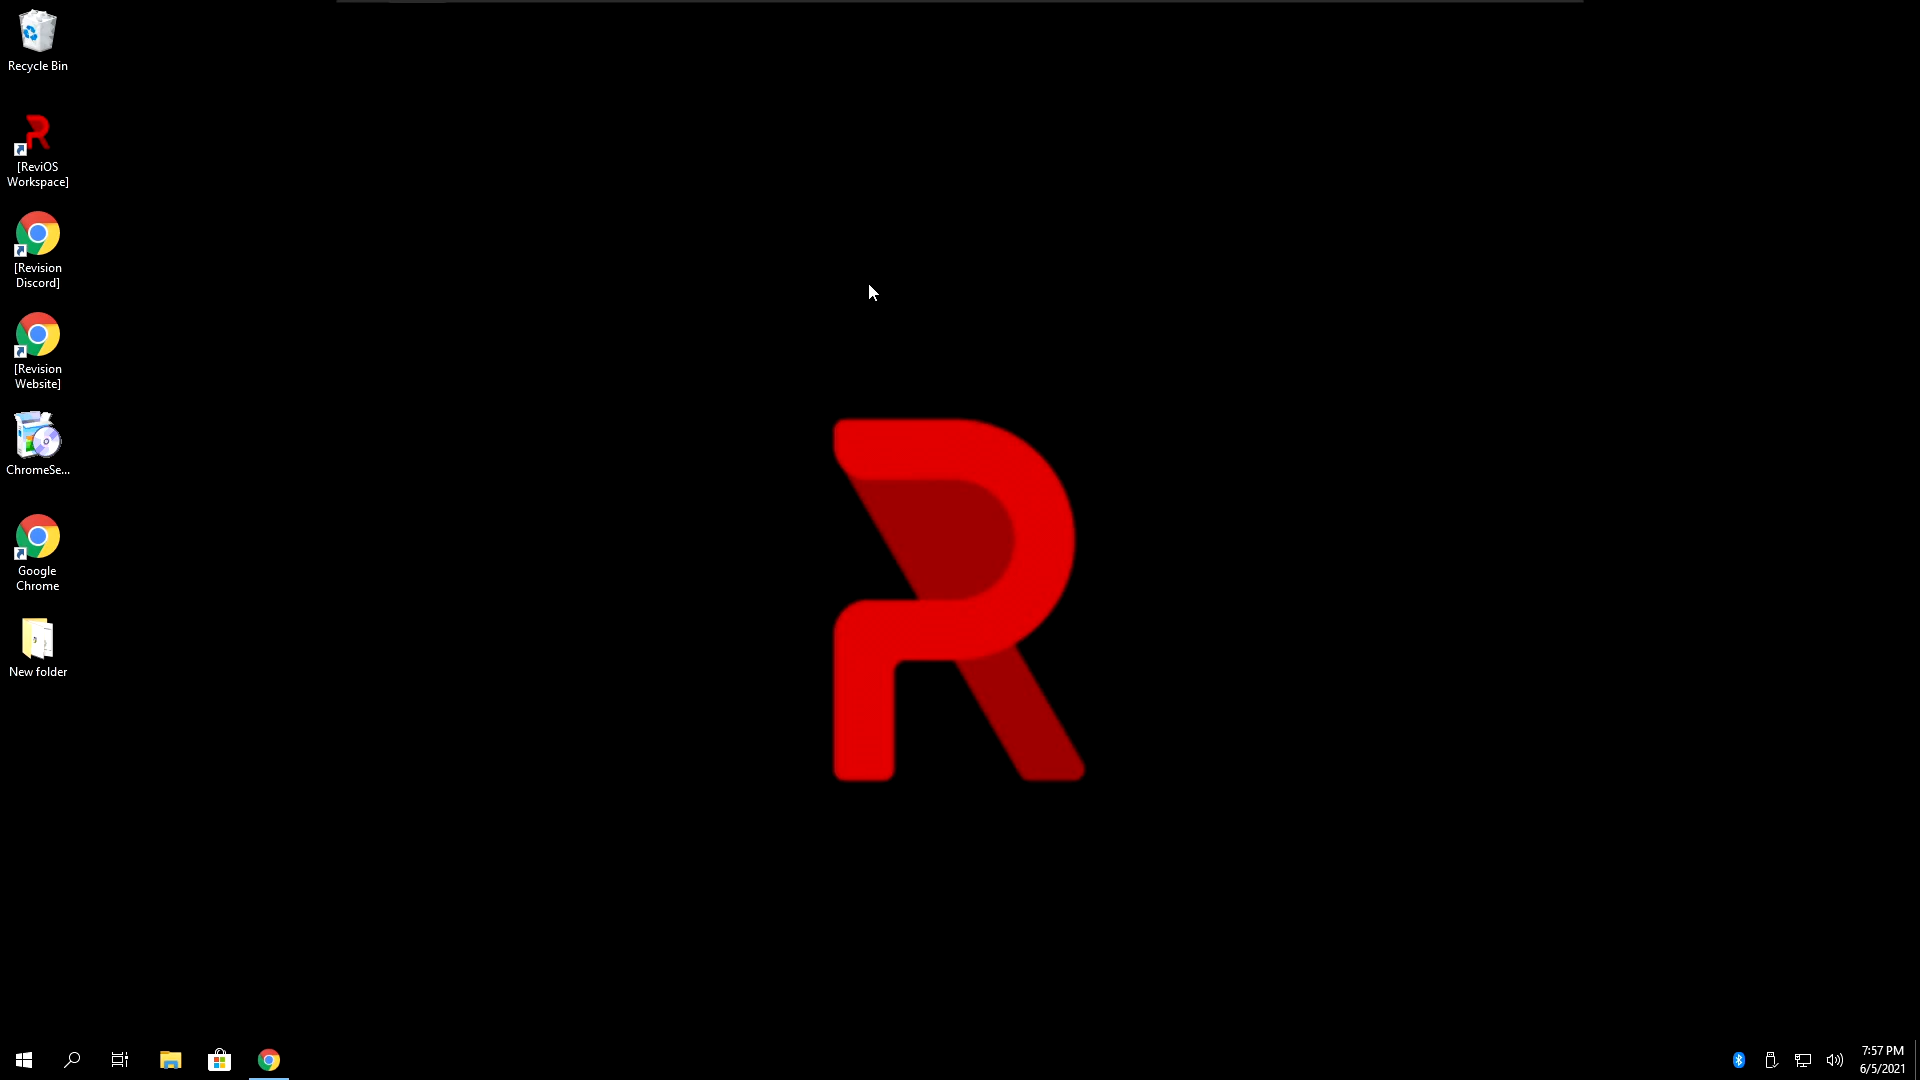 Recycle Bin
[ReviOS
Workspace]
[Revision
Discord]
[Revision
Website]
ChromeSe...
Google
Chrome
New folder
7:57 PM
6/5/2021